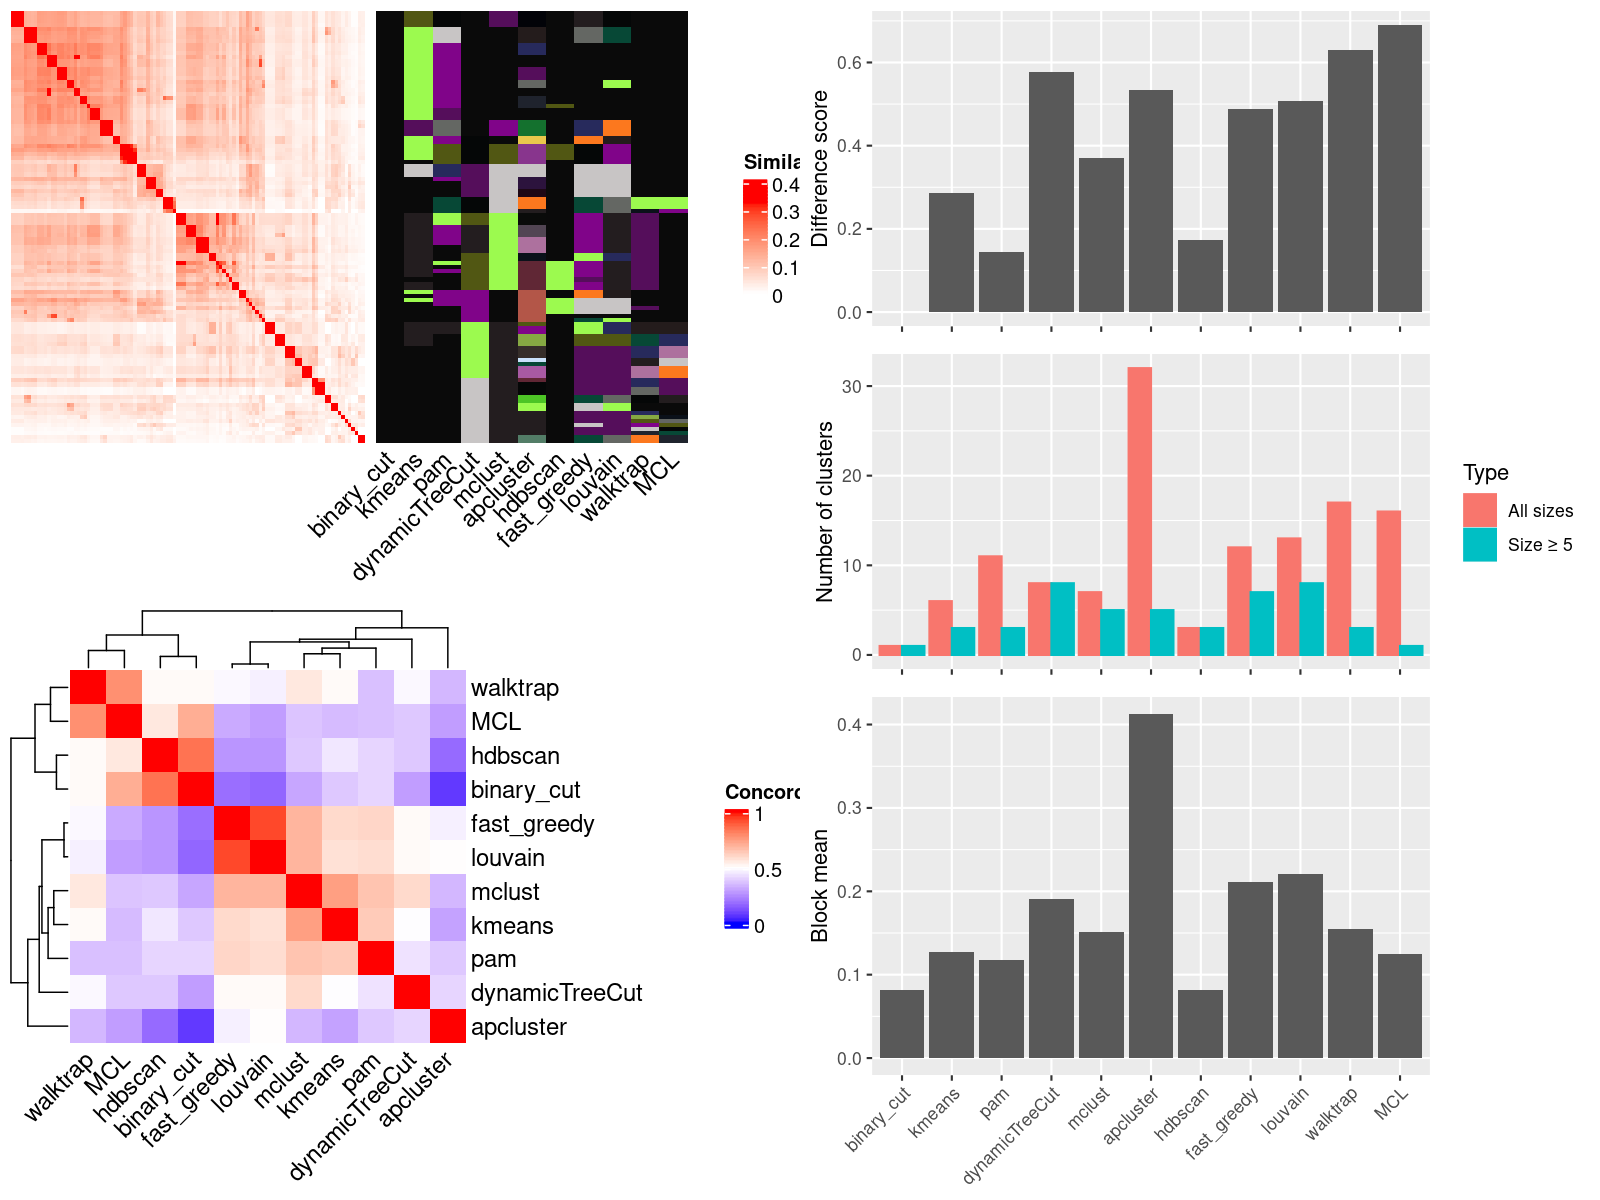 Simila
0.4
0.3
0.2
0.1
0
binary_cut
kmeans
pam
dynamicTreeCut
mclust
apcluster
hdbscan
fast_greedy
louvain
walktrap
MCL
walktrap
MCL
hdbscan
binary_cut
fast_greedy
louvain
mclust
kmeans
pam
dynamicTreeCut
apcluster
Concord
1
0.5
0
walktrap
MCL
hdbscan
binary_cut
fast_greedy
louvain
mclust
kmeans
pam
dynamicTreeCut
apcluster
Difference score
0.6
0.4
0.2
0.0
Number of clusters
30
20
10
0
Type
All sizes
Size ≥ 5
Block mean
0.4
0.3
0.2
0.1
0.0
binary_cut
kmeans
pam
dynamicTreeCut
mclust
apcluster
hdbscan
fast_greedy
louvain
walktrap
MCL